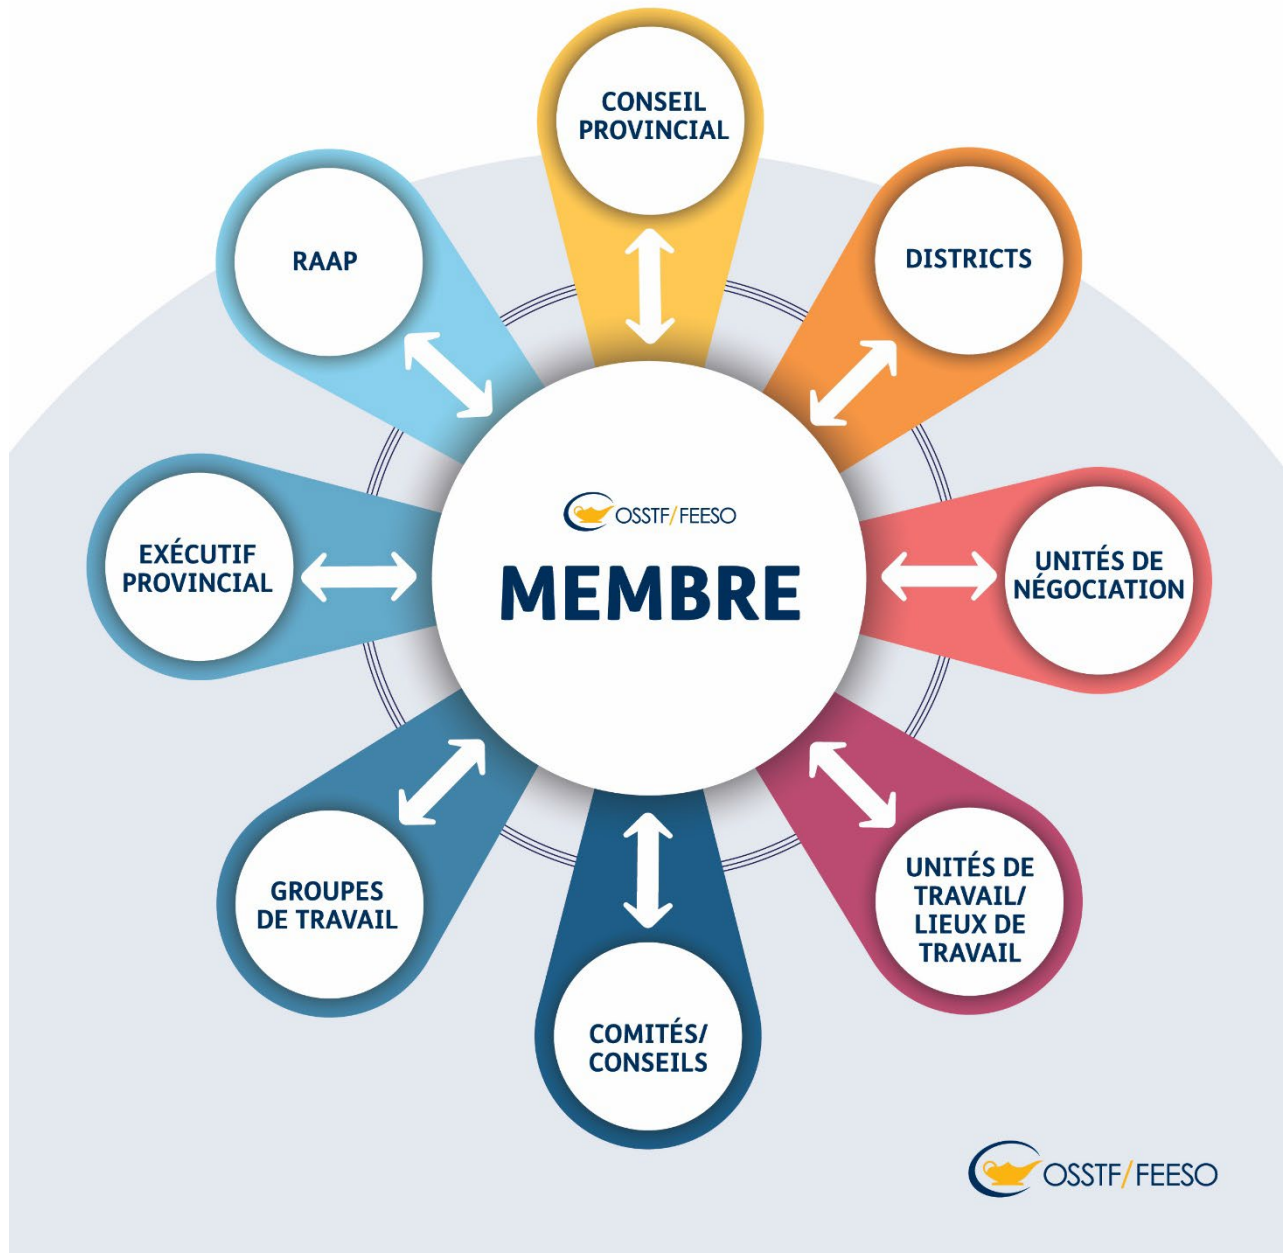 CONSEIL
PROVINCIAL
RAAP
DISTRICTS
OSSTF/FEESO
MEMBRE
EXÉCUTIF
PROVINCIAL
UNITÉS DE
NÉGOCIATION
GROUPES
DE TRAVAIL
UNITÉS DE
TRAVAIL/
LIEUX DE
TRAVAIL
COMITÉS/
CONSEILS
OSSTF/FEESO